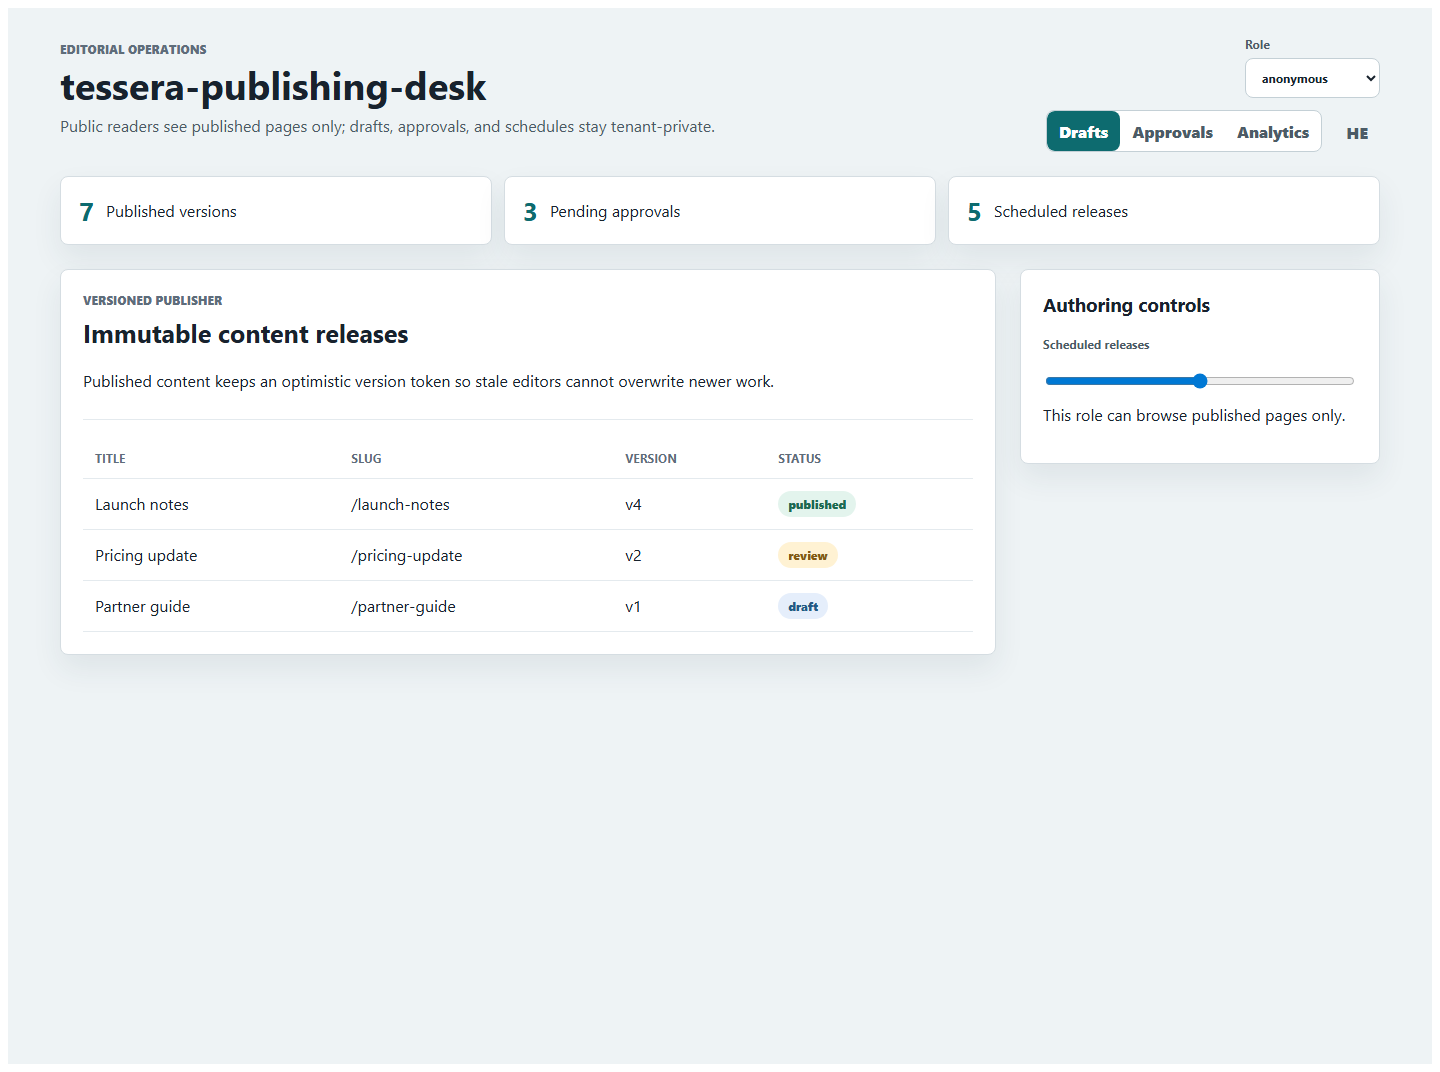 EDITORIAL OPERATIONS
tessera-publishing-desk
Public readers see published pages only; drafts, approvals, and schedules stay tenant-private.
Role
anonymous
Drafts Approvals Analytics HE
7 Published versions
3 Pending approvals
5 Scheduled releases
VERSIONED PUBLISHER
Immutable content releases
Published content keeps an optimistic version token so stale editors cannot overwrite newer work.
TITLE SLUG VERSION STATUS
Launch notes /launch-notes v4 published
Pricing update /pricing-update v2 review
Partner guide /partner-guide v1 draft
Authoring controls
Scheduled releases
This role can browse published pages only.